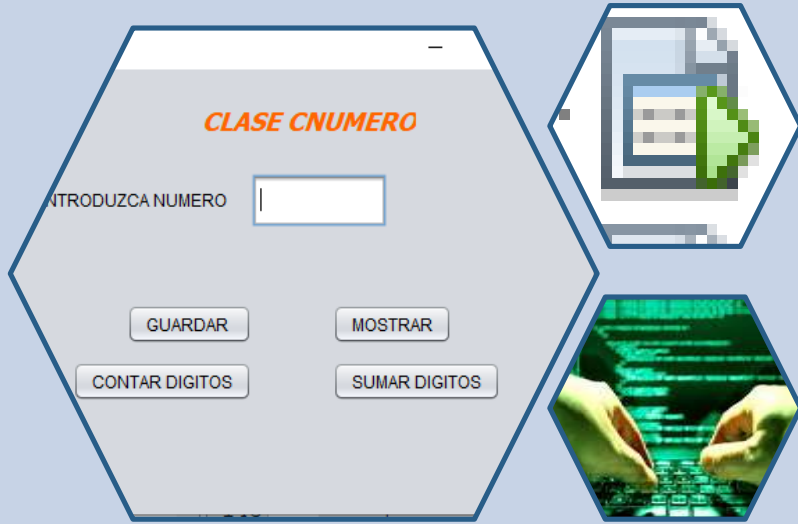 CLASE CNUMERO
NTRODUZCA NUMERO
GUARDAR
MOSTRAR
CONTAR DIGITOS
SUMAR DIGITOS